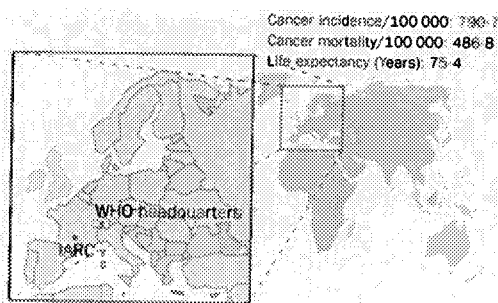 Cancer incidence/100 000:
Cancer mortality/100 000: 486·8
Life expectancy (Years): 75·4
WHO headquarters
IARC